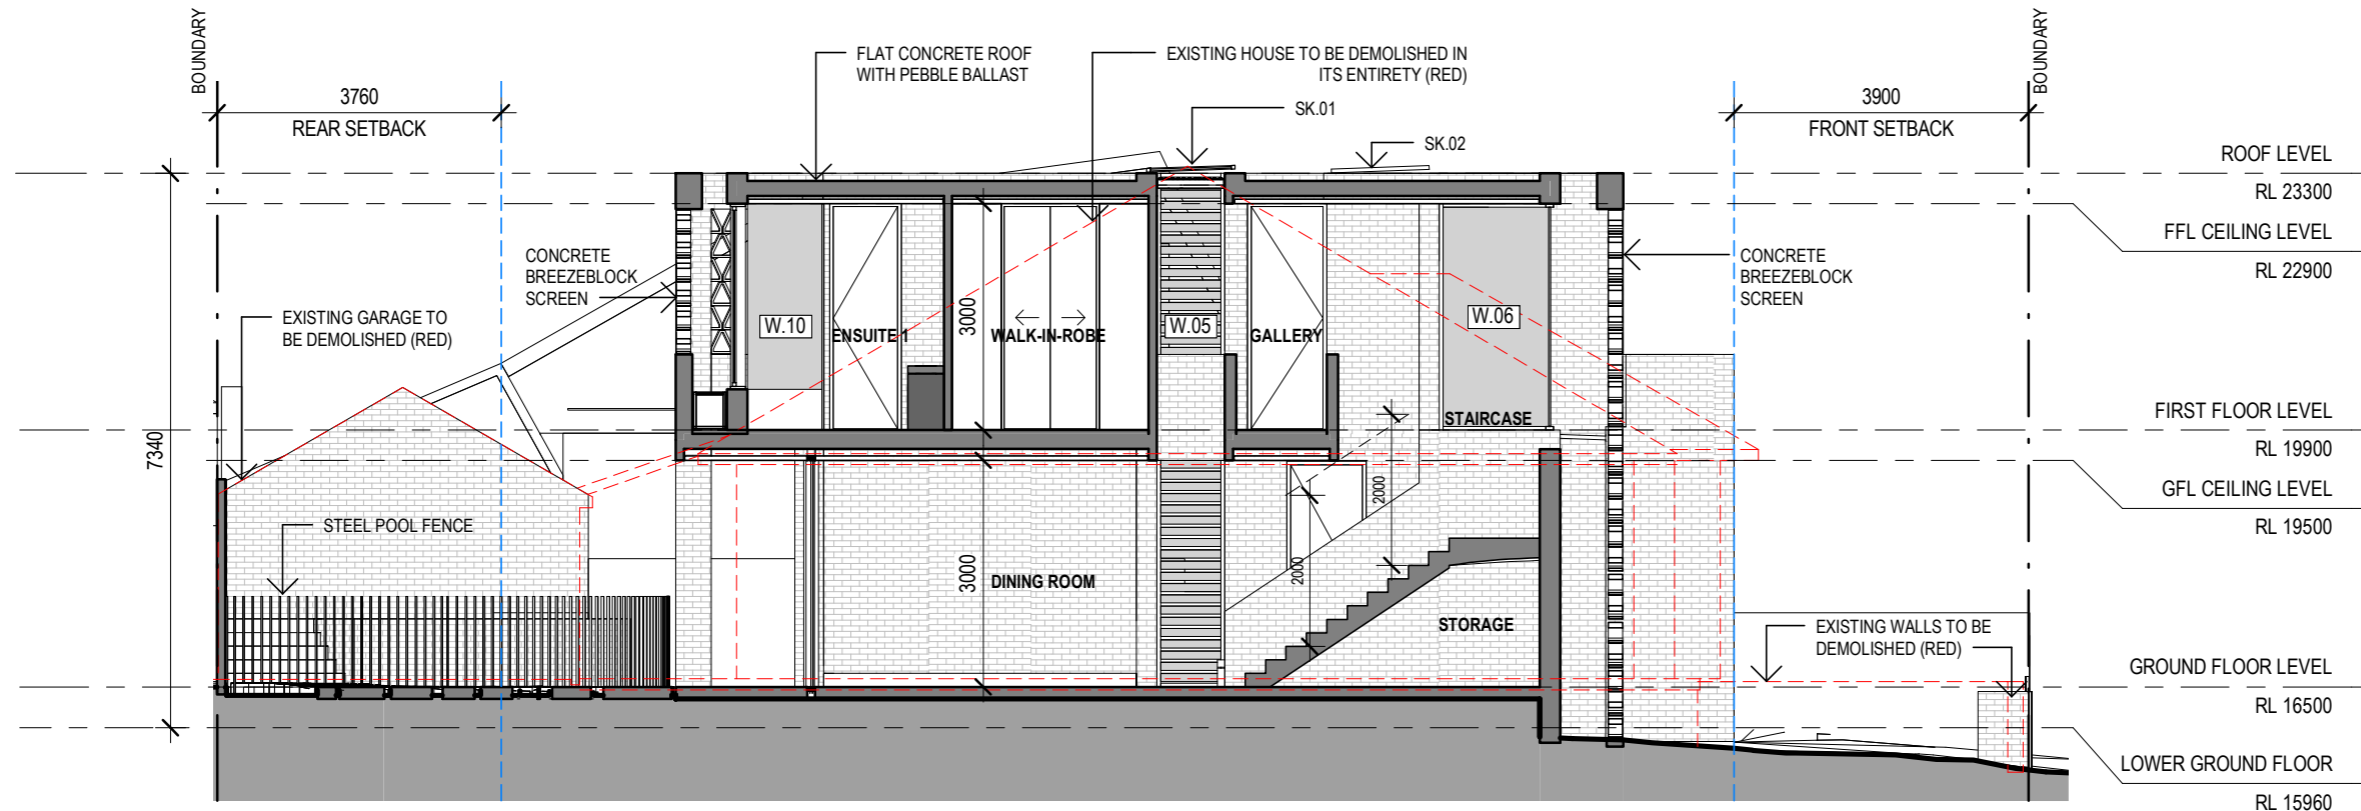 BOUNDARY
3760
REAR SETBACK
FLAT CONCRETE ROOF
WITH PEBBLE BALLAST
EXISTING HOUSE TO BE DEMOLISHED IN
ITS ENTIRETY (RED)
SK.01
SK.02
3900
FRONT SETBACK
BOUNDARY
ROOF LEVEL
RL 23300
FFL CEILING LEVEL
RL 22900
CONCRETE
BREEZEBLOCK
SCREEN
CONCRETE
BREEZEBLOCK
SCREEN
EXISTING GARAGE TO
BE DEMOLISHED (RED)
W.10
ENSUITE 1
3000
WALK-IN-ROBE
W.05
GALLERY
W.06
STAIRCASE
FIRST FLOOR LEVEL
RL 19900
7340
GFL CEILING LEVEL
RL 19500
STEEL POOL FENCE
2000
2000
3000
DINING ROOM
STORAGE
EXISTING WALLS TO BE
DEMOLISHED (RED)
GROUND FLOOR LEVEL
RL 16500
LOWER GROUND FLOOR
RL 15960